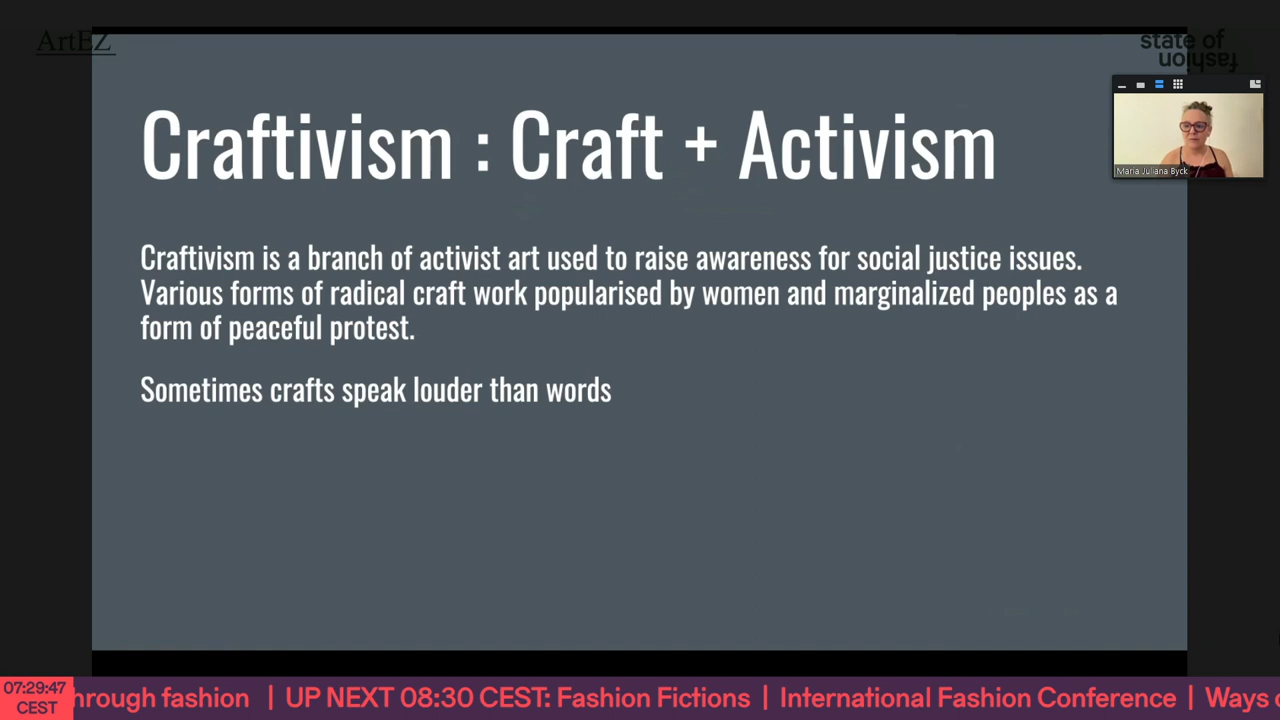 ArtEZ
state of
fashion
Craftivism : Craft + Activism
Maria Juliana Byck
Craftivism is a branch of activist art used to raise awareness for social justice issues.
Various forms of radical craft work popularised by women and marginalized peoples as a
form of peaceful protest.
Sometimes crafts speak louder than words
07:29:47
CEST
hrough fashion | UP NEXT 08:30 CEST: Fashion Fictions | International Fashion Conference | Ways